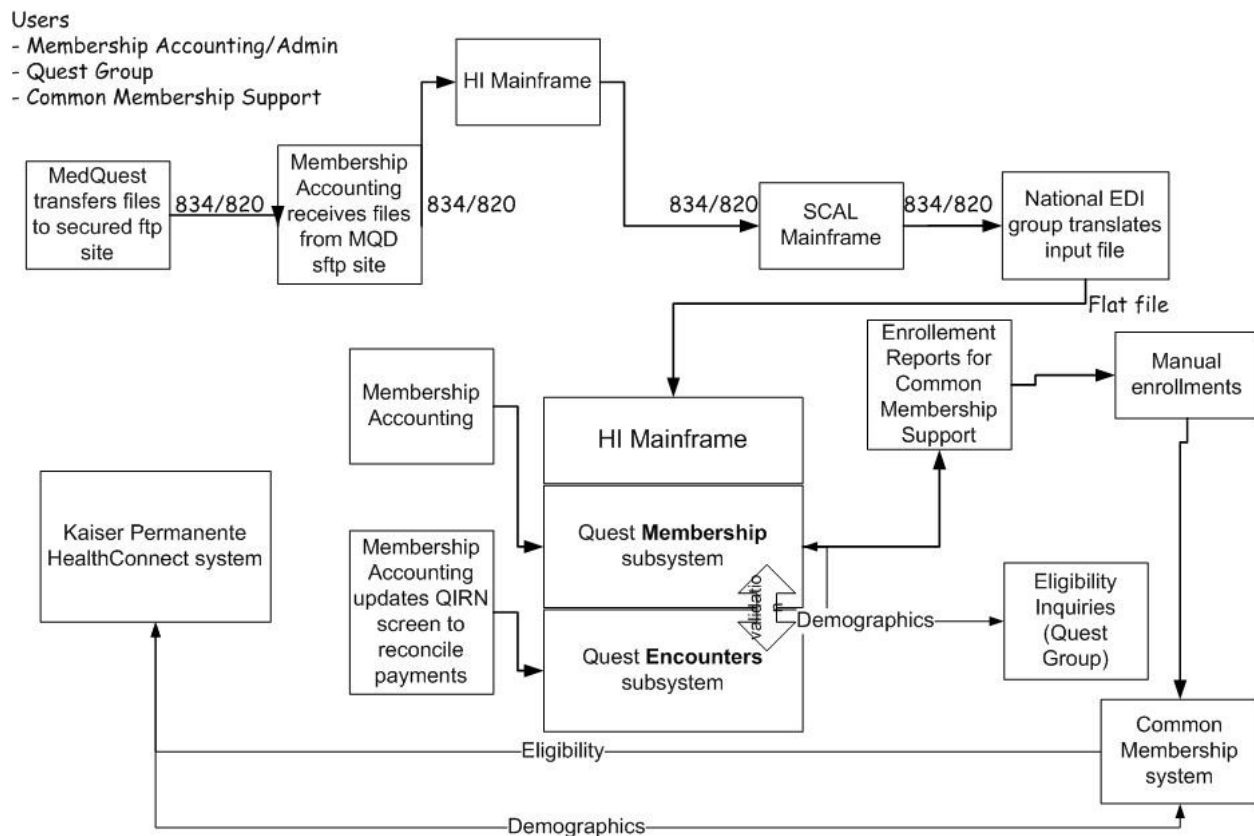 Users
- Membership Accounting/Admin
- Quest Group
- Common Membership Support
HI Mainframe
MedQuest
transfers files
to secured ftp
site
834/820
Membership
Accounting
receives files
from MQD
sftp site
834/820
834/820
SCAL
Mainframe
834/820
National EDI
group translates
input file
Flat file
Enrollement
Reports for
Common
Membership
Support
Manual
enrollments
Membership
Accounting
HI Mainframe
Kaiser Permanente
HealthConnect system
Quest Membership
subsystem
Membership
Accounting
updates QIRN
screen to
reconcile
payments
validatio
n
Demographics
Eligibility
Inquiries
(Quest
Group)
Quest Encounters
subsystem
Common
Membership
system
Eligibility
Demographics